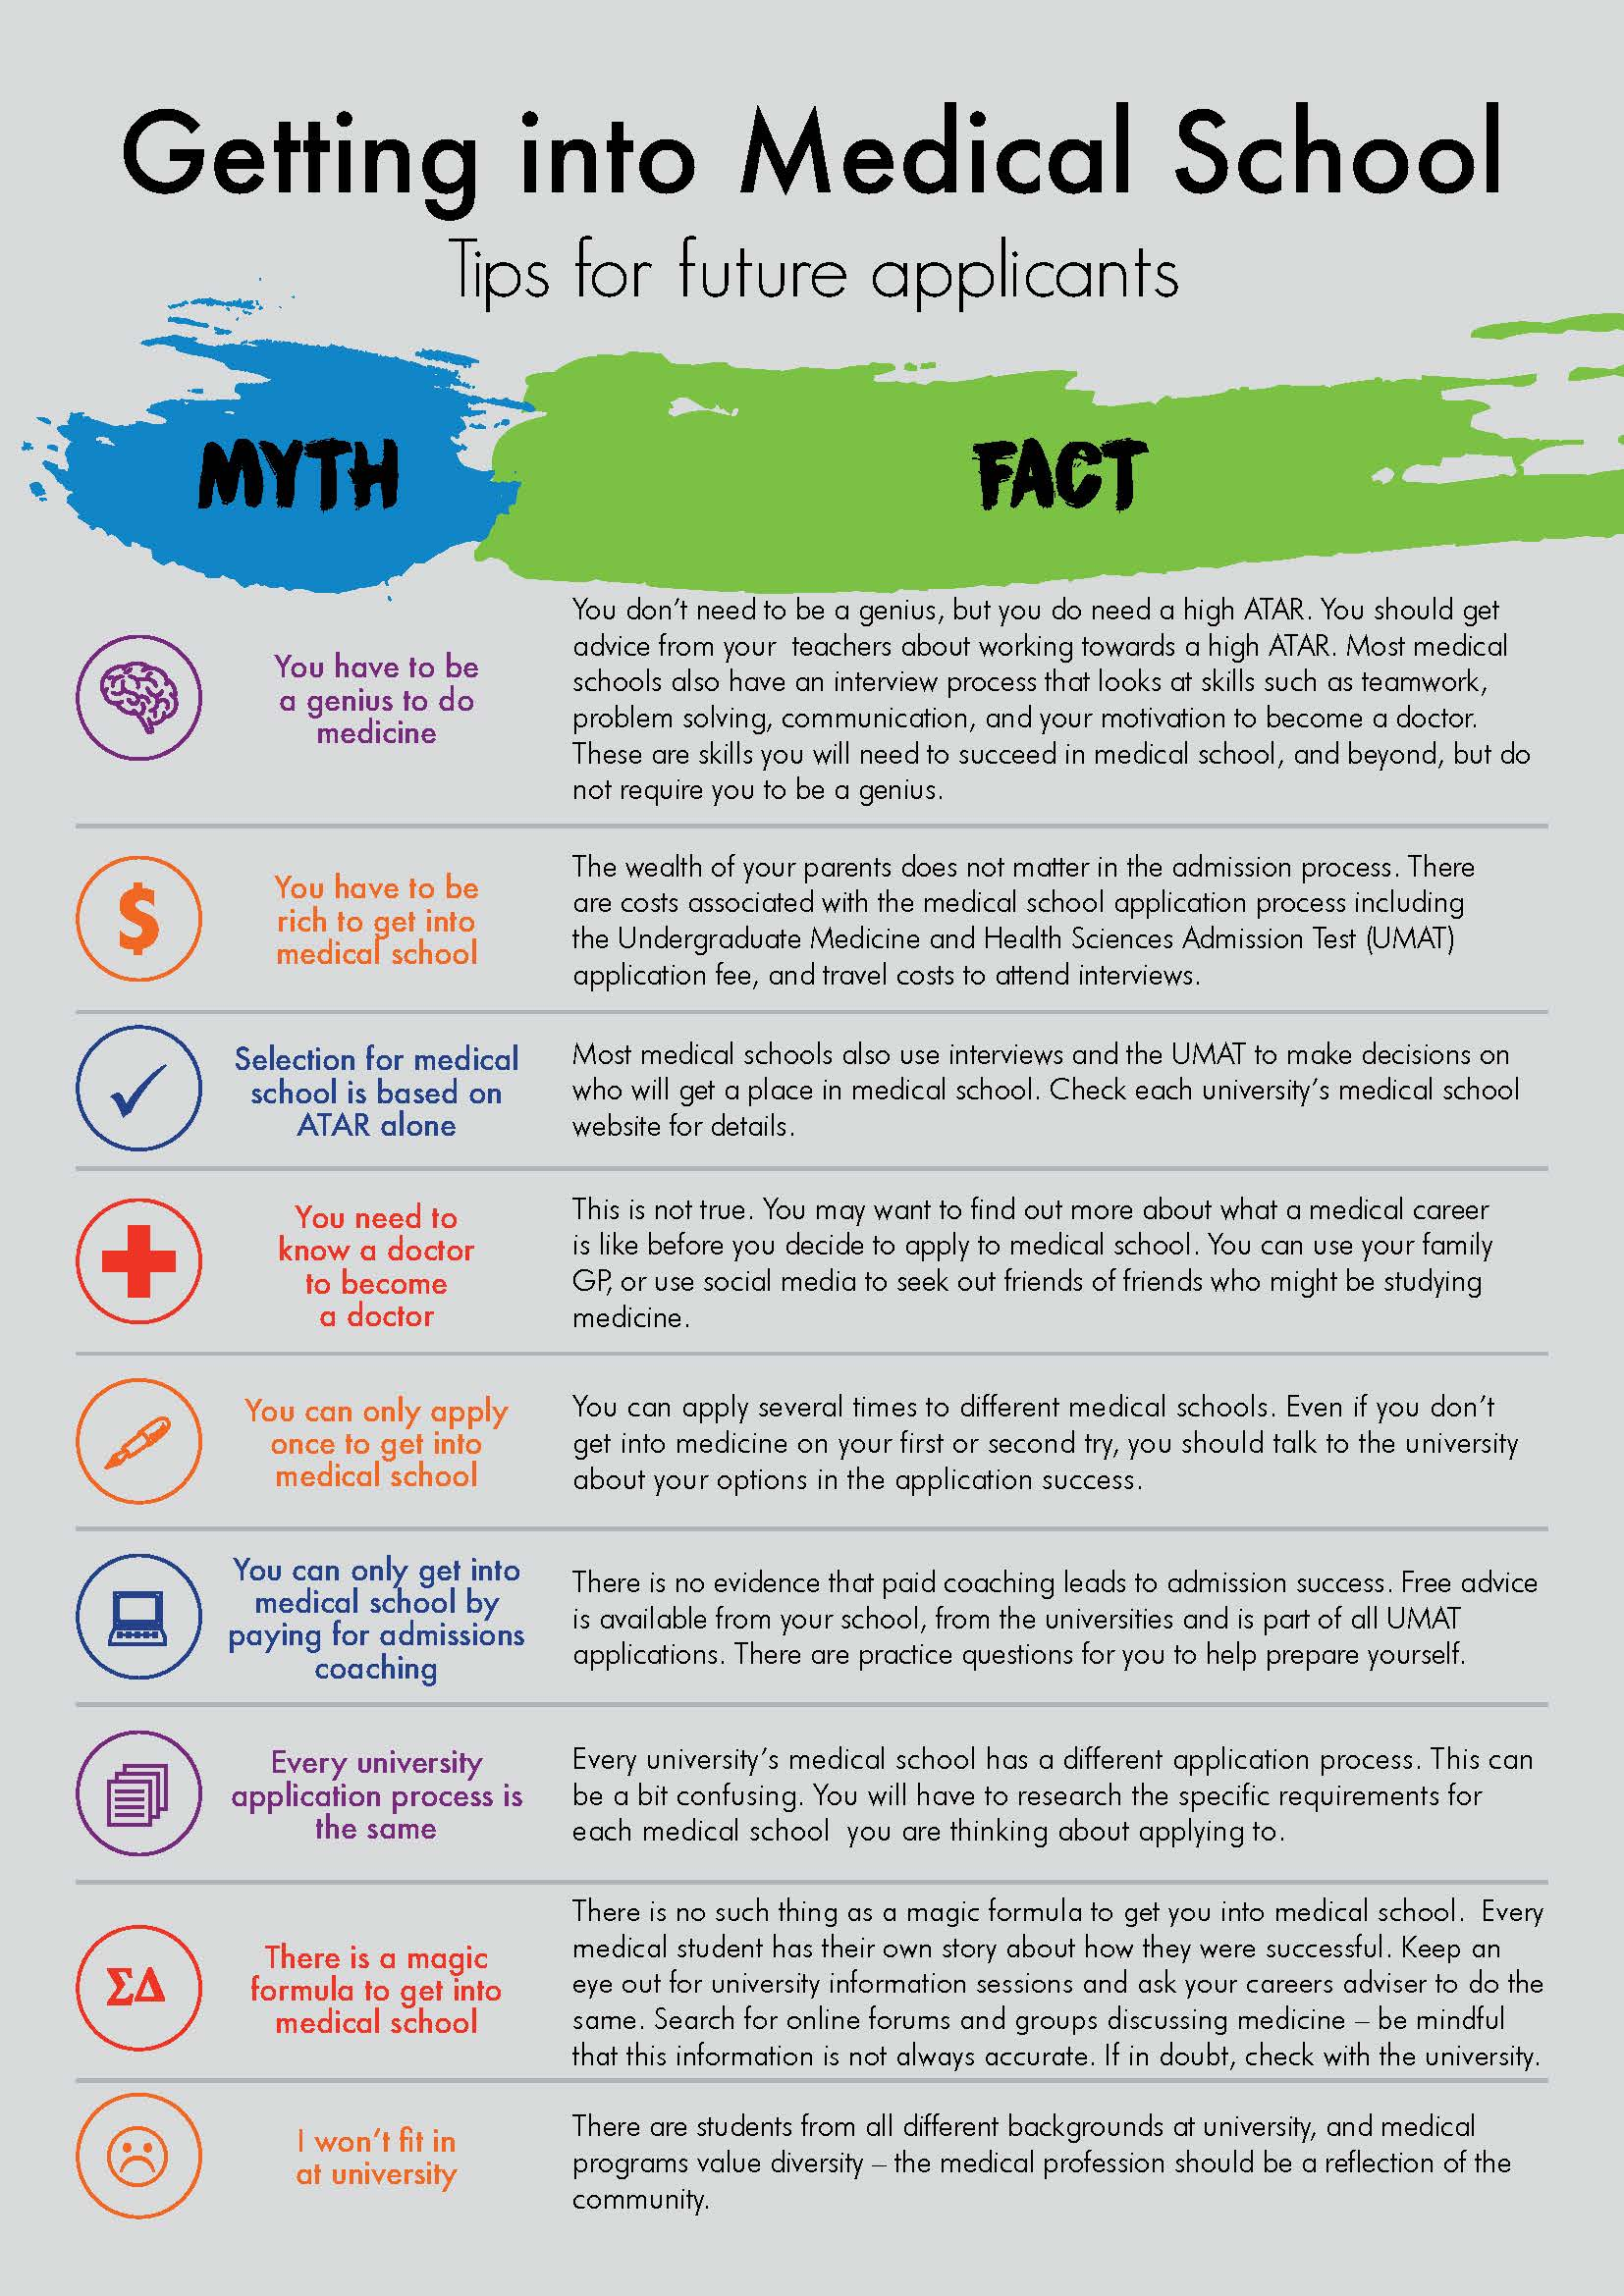 Getting into Medical School
Tips for future applicants
MYTH
FACT
You have to be
a genius to do
medicine
You don't need to be a genius, but you do need a high ATAR. You should get
advice from your  teachers about working towards a high ATAR. Most medical
schools also have an interview process that looks at skills such as teamwork,
problem solving, communication, and your motivation to become a doctor.
These are skills you will need to succeed in medical school, and beyond, but do
not require you to be a genius.
$
You have to be
rich to get into
medical school
The wealth of your parents does not matter in the admission process. There
are costs associated with the medical school application process including
the Undergraduate Medicine and Health Sciences Admission Test (UMAT)
application fee, and travel costs to attend interviews.
Selection for medical
school is based on
ATAR alone
Most medical schools also use interviews and the UMAT to make decisions on
who will get a place in medical school. Check each university's medical school
website for details.
You need to
know a doctor
to become
a doctor
This is not true. You may want to find out more about what a medical career
is like before you decide to apply to medical school. You can use your family
GP, or use social media to seek out friends of friends who might be studying
medicine.
You can only apply
once to get into
medical school
You can apply several times to different medical schools. Even if you don't
get into medicine on your first or second try, you should talk to the university
about your options in the application success.
You can only get into
medical school by
paying for admissions
coaching
There is no evidence that paid coaching leads to admission success. Free advice
is available from your school, from the universities and is part of all UMAT
applications. There are practice questions for you to help prepare yourself.
Every university
application process is
the same
Every university's medical school has a different application process. This can
be a bit confusing. You will have to research the specific requirements for
each medical school  you are thinking about applying to.
ΣΔ
There is a magic
formula to get into
medical school
There is no such thing as a magic formula to get you into medical school.  Every
medical student has their own story about how they were successful. Keep an
eye out for university information sessions and ask your careers adviser to do the
same. Search for online forums and groups discussing medicine – be mindful
that this information is not always accurate. If in doubt, check with the university.
I won't fit in
at university
There are students from all different backgrounds at university, and medical
programs value diversity – the medical profession should be a reflection of the
community.